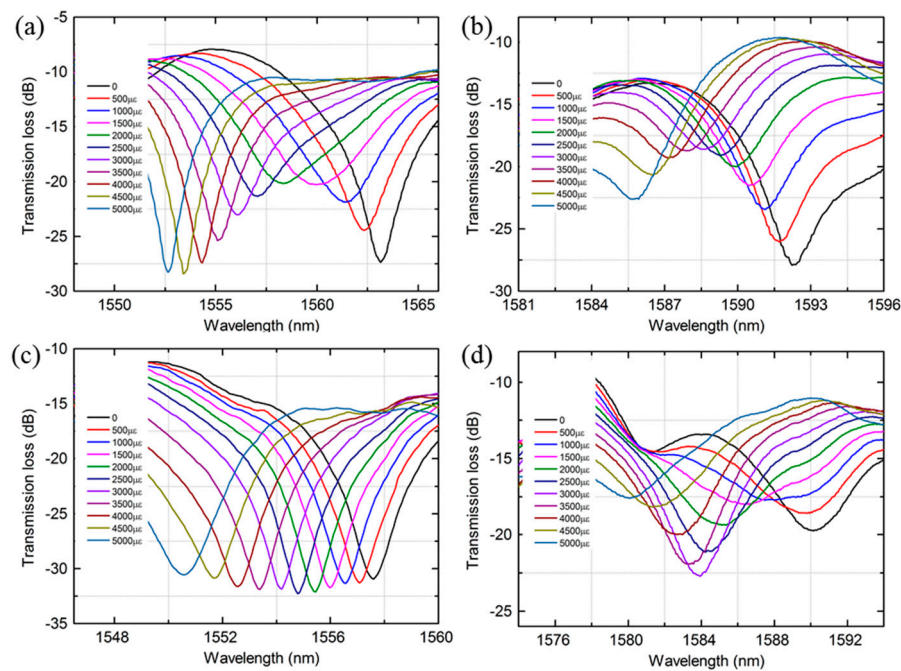 (a)
-5
-10
-15
-20
-25
-30
Transmission loss (dB)
0
500με
1000με
1500με
2000με
2500με
3000με
3500με
4000με
4500με
5000με
1550 1555 1560 1565
Wavelength (nm)
(b)
-10
-15
-20
-25
-30
Transmission loss (dB)
0
500με
1000με
1500με
2000με
2500με
3000με
3500με
4000με
4500με
5000με
1581 1584 1587 1590 1593 1596
Wavelength (nm)
(c)
-10
-15
-20
-25
-30
-35
Transmission loss (dB)
0
500με
1000με
1500με
2000με
2500με
3000με
3500με
4000με
4500με
5000με
1548 1552 1556 1560
Wavelength (nm)
(d)
-10
-15
-20
-25
Transmission loss (dB)
0
500με
1000με
1500με
2000με
2500με
3000με
3500με
4000με
4500με
5000με
1576 1580 1584 1588 1592
Wavelength (nm)